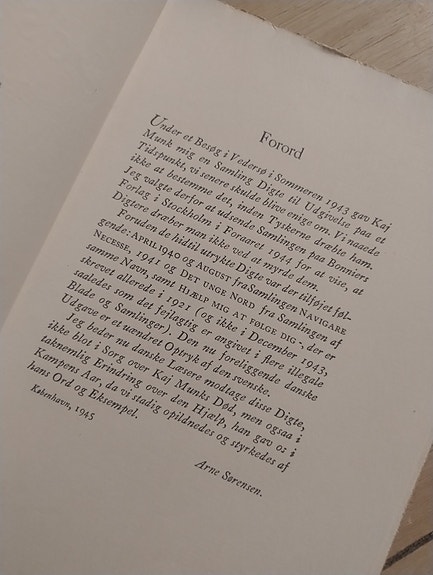 Forord
Under et Besøg i Vedersø i Sommeren 1943 gav Kaj
Munk mig en Samling Digte til Udgivelse paa et
Tidspunkt, vi senere skulde blive enige om. Vi naaede
ikke at bestemme det, inden Tyskerne dræbte ham.
Jeg valgte derfor at udsende Samlingen paa Bonniers
Forlag i Stockholm i Foraaret 1944 for at vise, at
Digtere dræber man ikke ved at myrde dem.
Foruden de hidtil utrykte Digte var der tilføjet føl-
gende: APRIL 1940 og AUGUST fra Samlingen NAVIGARE
NECESSE, 1941 og DET UNGE NORD fra Samlingen af
samme Navn, samt HJÆLP MIG AT FØLGE DIG -, der er
skrevet allerede i 1921 (og ikke i December 1943,
saaledes som det fejlagtig er angivet i flere illegale
Blade og Samlinger). Den nu foreliggende danske
Udgave er et uændret Optryk af den svenske.
Jeg beder nu danske Læsere modtage disse Digte,
ikke blot i Sorg over Kaj Munks Død, men ogsaa i
taknemlig Erindring over den Hjælp, han gav os i
Kampens Aar, da vi stadig opildnedes og styrkedes af
hans Ord og Eksempel.
København, 1945
Arne Sørensen.